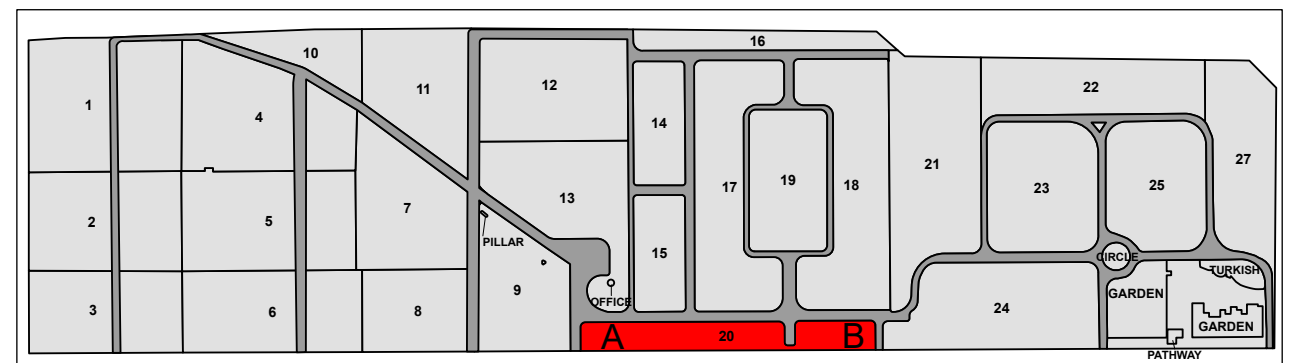 16
10
11
12
22
1
4
14
27
21
17
19
18
23
25
13
2
5
7
PILLAR
15
CIRCLE
TURKISH
9
OFFICE
GARDEN
3
6
8
24
GARDEN
A
20
B
PATHWAY